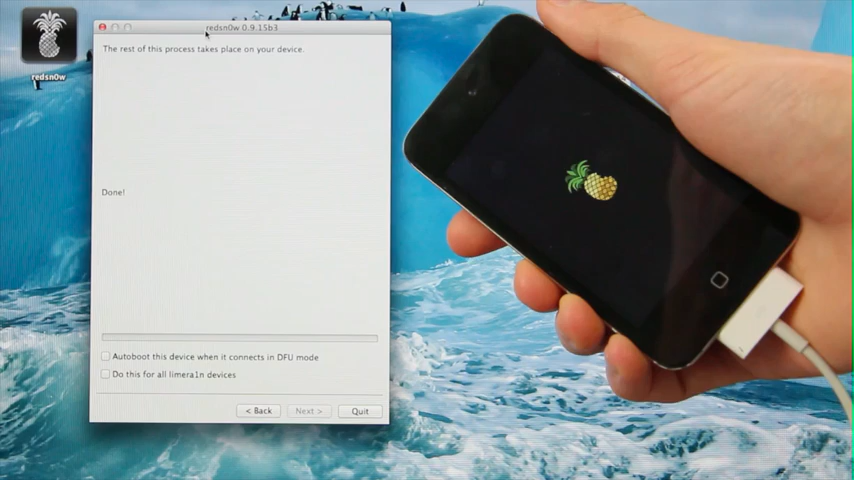 redsn0w 0.9.15b3
redsn0w
The rest of this process takes place on your device.
Done!
Autoboot this device when it connects in DFU mode
Do this for all limera1n devices
< Back
Next >
Quit